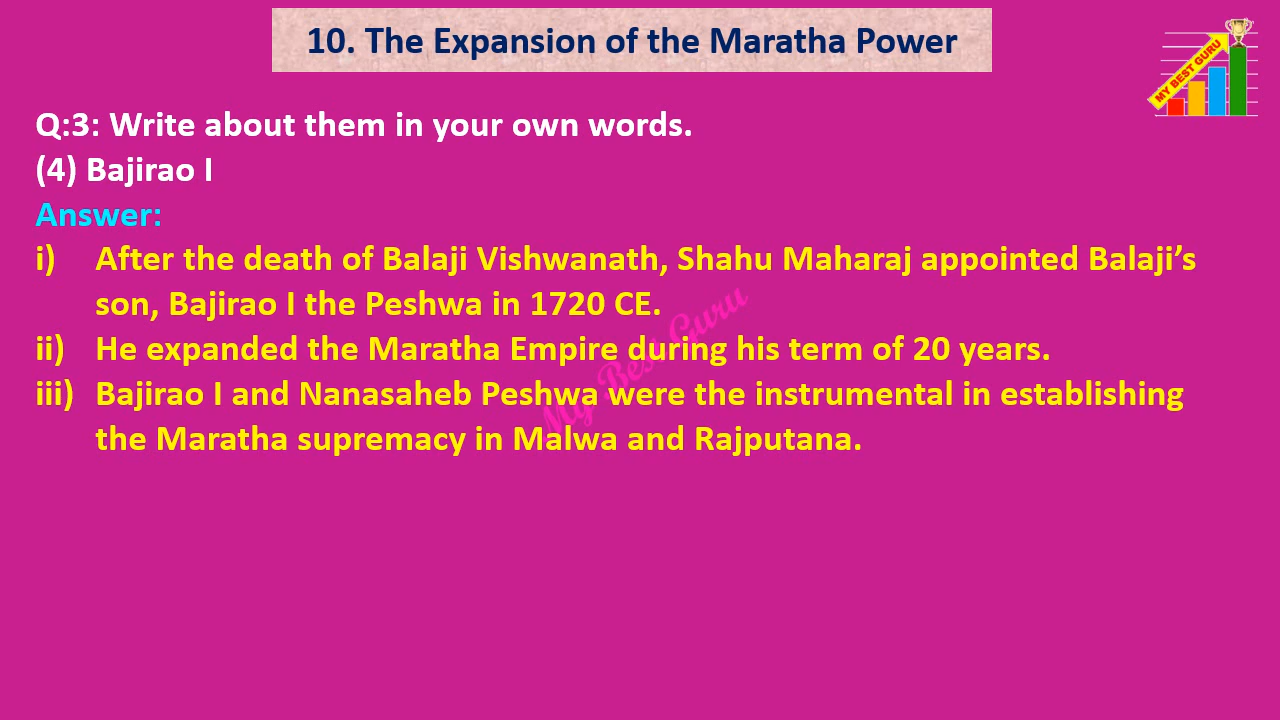 10. The Expansion of the Maratha Power
MY BEST GURU
Q:3: Write about them in your own words.
(4) Bajirao I
Answer:
i) After the death of Balaji Vishwanath, Shahu Maharaj appointed Balaji’s
son, Bajirao I the Peshwa in 1720 CE.
ii) He expanded the Maratha Empire during his term of 20 years.
iii) Bajirao I and Nanasaheb Peshwa were the instrumental in establishing
the Maratha supremacy in Malwa and Rajputana.
My Best Guru